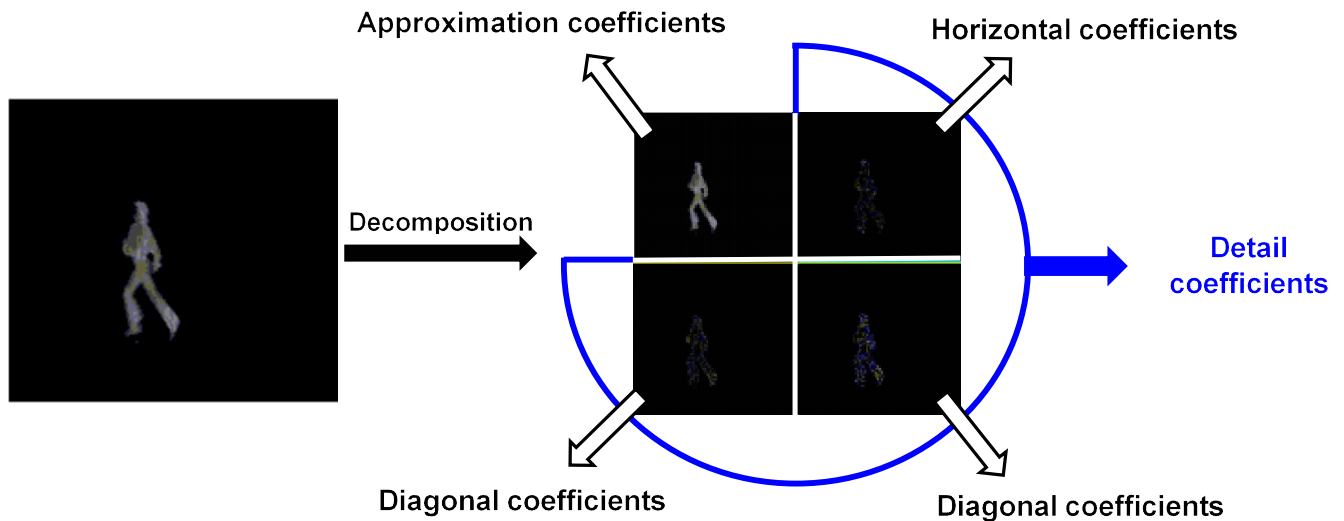 Approximation coefficients
Horizontal coefficients
Decomposition
Detail
coefficients
Diagonal coefficients
Diagonal coefficients